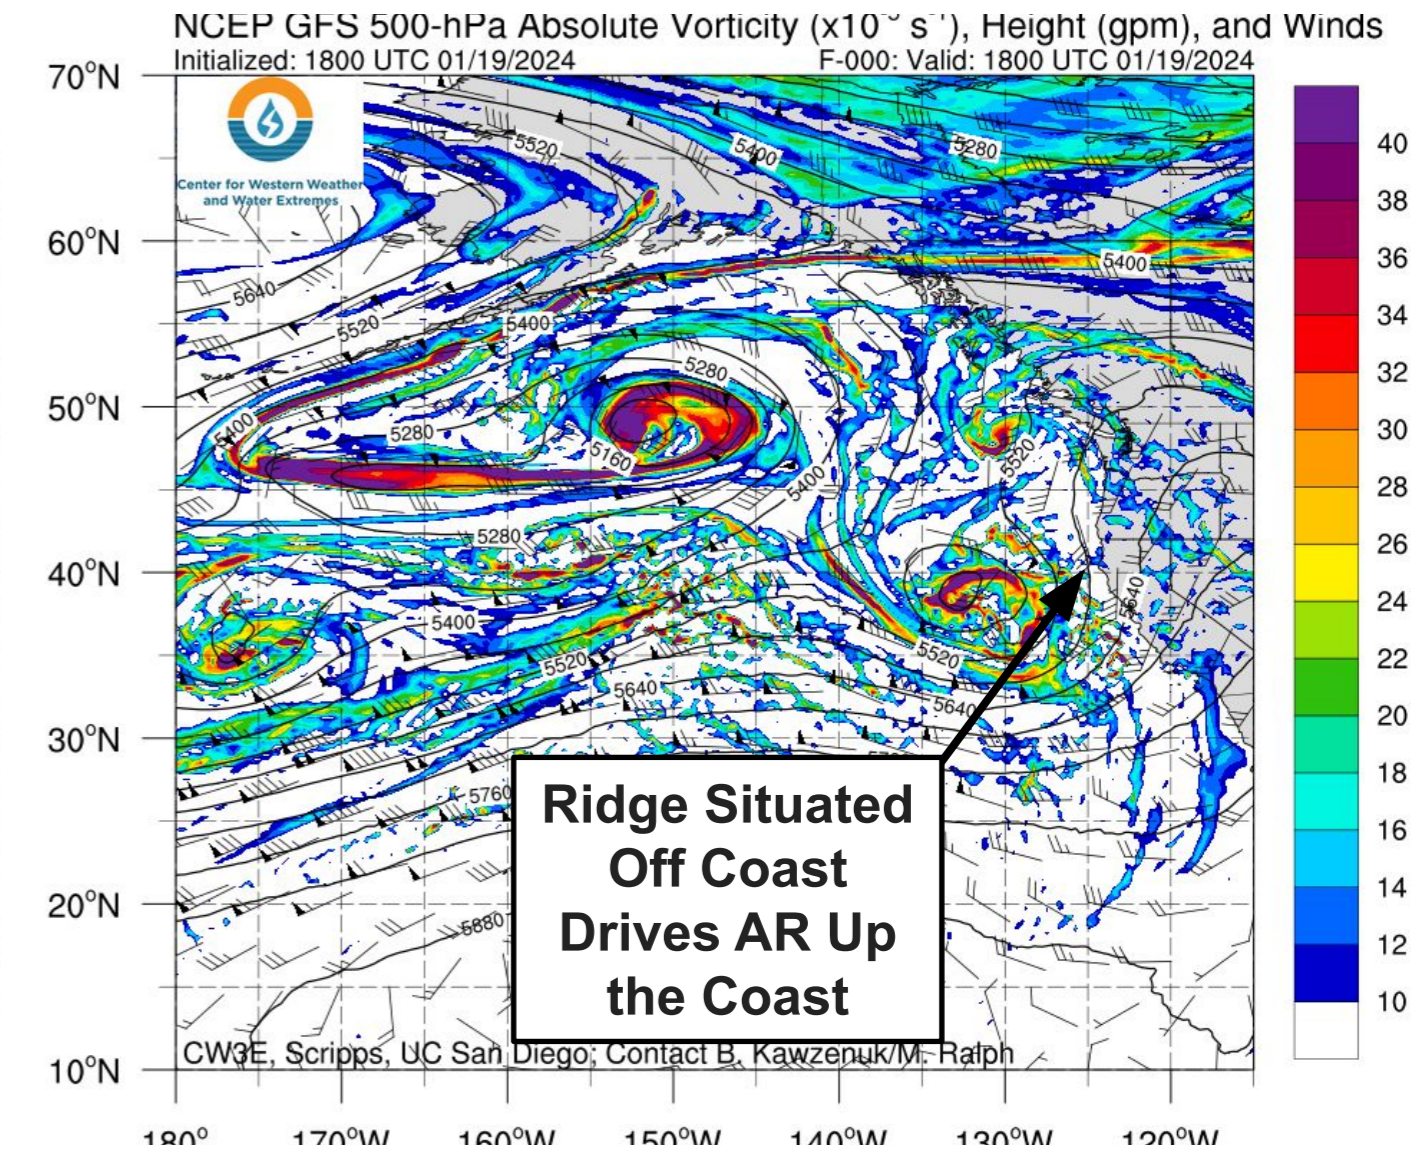 NCEP GFS 500-hPa Absolute Vorticity (x10⁻⁵ s⁻¹), Height (gpm), and Winds
Initialized: 1800 UTC 01/19/2024 F-000: Valid: 1800 UTC 01/19/2024
70°N
Center for Western Weather
and Water Extremes
60°N
50°N
40°N
30°N
20°N
10°N
5520
5400
5280
5640
5520
5400
5400
5280
5400
5280
5160
5400
5520
5280
5400
5520
5640
5520
5640
5640
5760
5880
Ridge Situated
Off Coast
Drives AR Up
the Coast
CW3E, Scripps, UC San Diego; Contact B. Kawzenuk/M. Ralph
180° 170°W 160°W 150°W 140°W 130°W 120°W
40
38
36
34
32
30
28
26
24
22
20
18
16
14
12
10